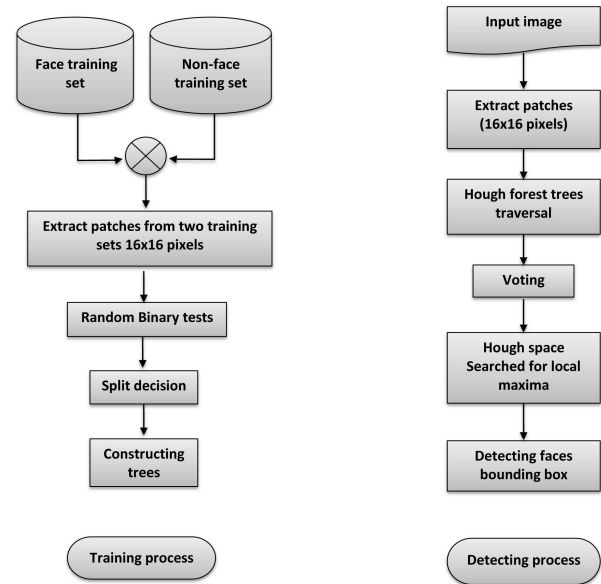 Face training
set
Non-face
training set
Extract patches from two training
sets 16x16 pixels
Random Binary tests
Split decision
Constructing
trees
Training process
Input image
Extract patches
(16x16 pixels)
Hough forest trees
traversal
Voting
Hough space
Searched for local
maxima
Detecting faces
bounding box
Detecting process